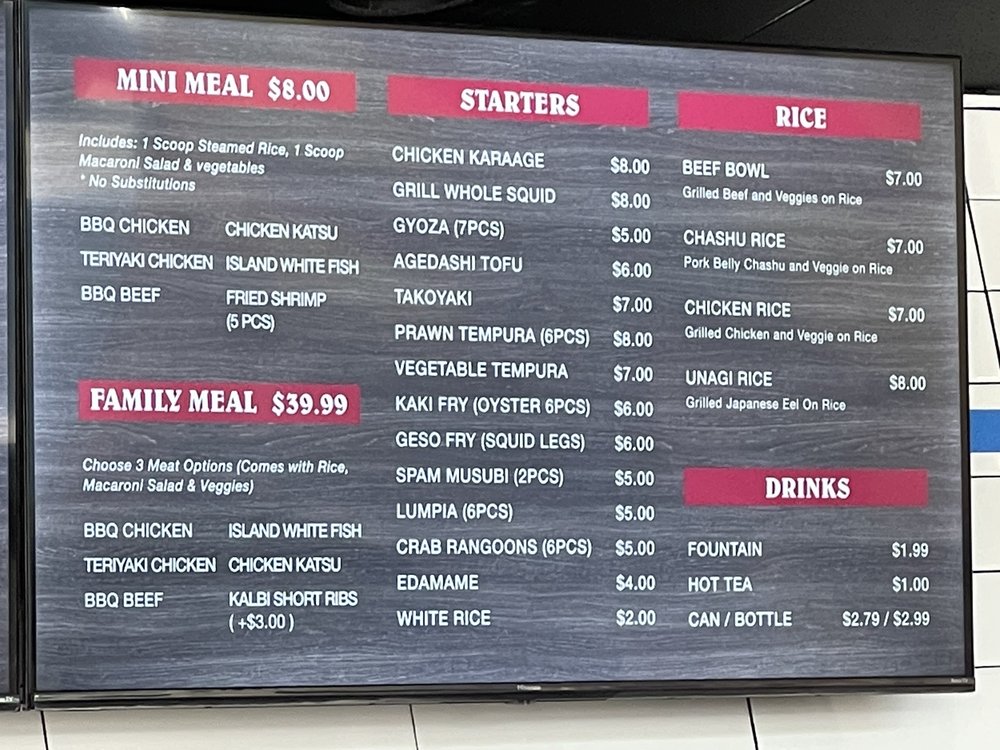 MINI MEAL $8.00
Includes: 1 Scoop Steamed Rice, 1 Scoop
Macaroni Salad & vegetables
* No Substitutions
BBQ CHICKEN CHICKEN KATSU
TERIYAKI CHICKEN ISLAND WHITE FISH
BBQ BEEF FRIED SHRIMP
(5 PCS)
FAMILY MEAL $39.99
Choose 3 Meat Options (Comes with Rice,
Macaroni Salad & Veggies)
BBQ CHICKEN ISLAND WHITE FISH
TERIYAKI CHICKEN CHICKEN KATSU
BBQ BEEF KALBI SHORT RIBS
( +$3.00 )
STARTERS
CHICKEN KARAAGE $8.00
GRILL WHOLE SQUID $8.00
GYOZA (7PCS) $5.00
AGEDASHI TOFU $6.00
TAKOYAKI $7.00
PRAWN TEMPURA (6PCS) $8.00
VEGETABLE TEMPURA $7.00
KAKI FRY (OYSTER 6PCS) $6.00
GESO FRY (SQUID LEGS) $6.00
SPAM MUSUBI (2PCS) $5.00
LUMPIA (6PCS) $5.00
CRAB RANGOONS (6PCS) $5.00
EDAMAME $4.00
WHITE RICE $2.00
RICE
BEEF BOWL $7.00
Grilled Beef and Veggies on Rice
CHASHU RICE $7.00
Pork Belly Chashu and Veggie on Rice
CHICKEN RICE $7.00
Grilled Chicken and Veggie on Rice
UNAGI RICE $8.00
Grilled Japanese Eel On Rice
DRINKS
FOUNTAIN $1.99
HOT TEA $1.00
CAN / BOTTLE $2.79 / $2.99
Hisense